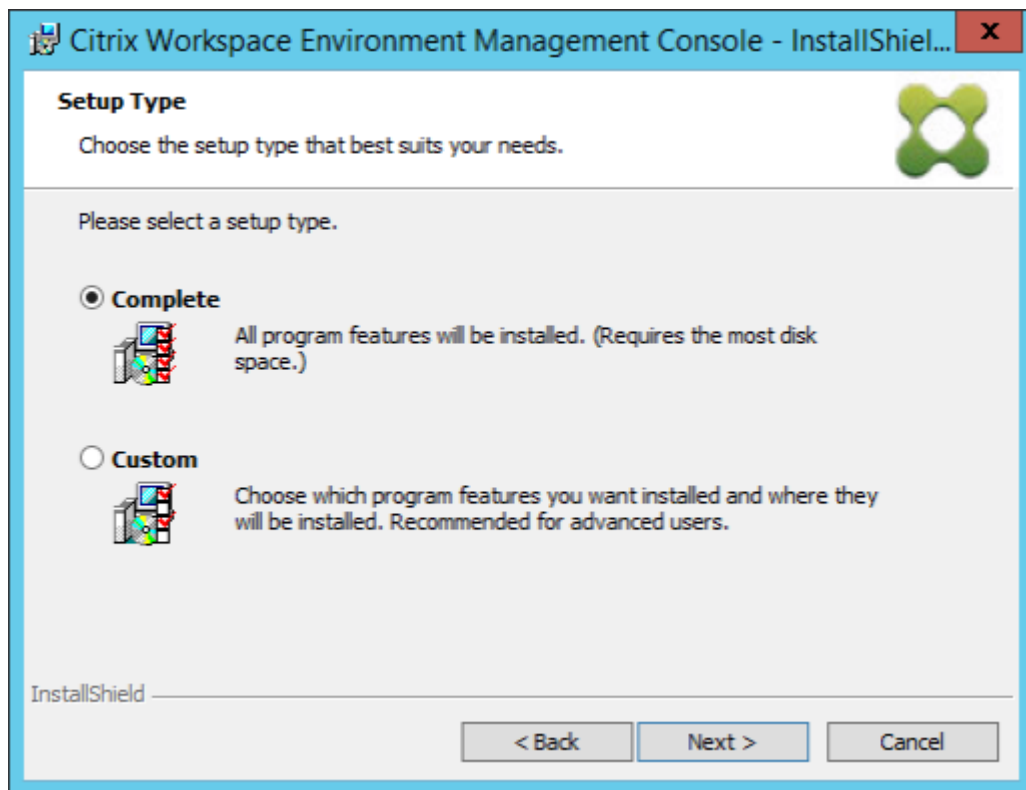 Citrix Workspace Environment Management Console - InstallShiel...
x
Setup Type
Choose the setup type that best suits your needs.
Please select a setup type.
Complete
All program features will be installed. (Requires the most disk
space.)
Custom
Choose which program features you want installed and where they
will be installed. Recommended for advanced users.
InstallShield
< Back
Next >
Cancel